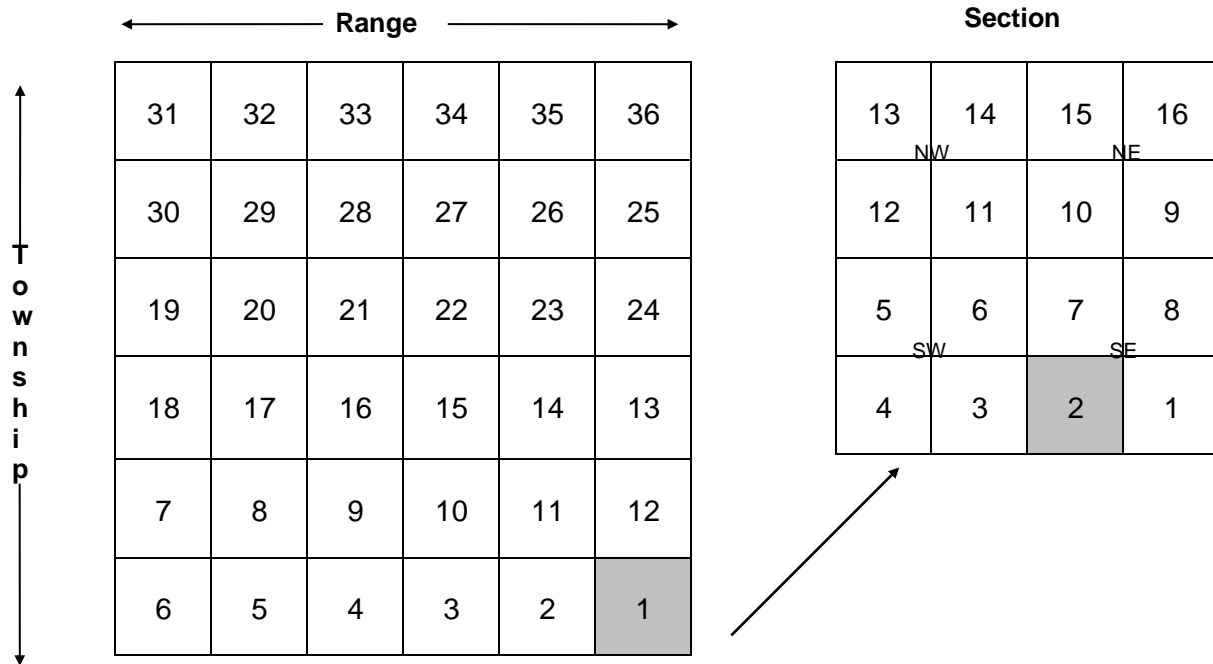 Range
Section
Township
31 32 33 34 35 36
30 29 28 27 26 25
19 20 21 22 23 24
18 17 16 15 14 13
7 8 9 10 11 12
6 5 4 3 2 1
13 14 15 16
NW NE
12 11 10 9
5 6 7 8
SW SE
4 3 2 1